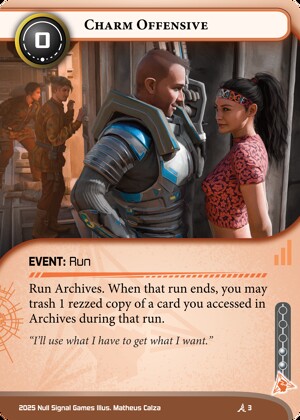 0
CHARM OFFENSIVE
EVENT: Run
Run Archives. When that run ends, you may
trash 1 rezzed copy of a card you accessed in
Archives during that run.
“I’ll use what I have to get what I want.”
2025 Null Signal Games Illus. Matheus Calza
3